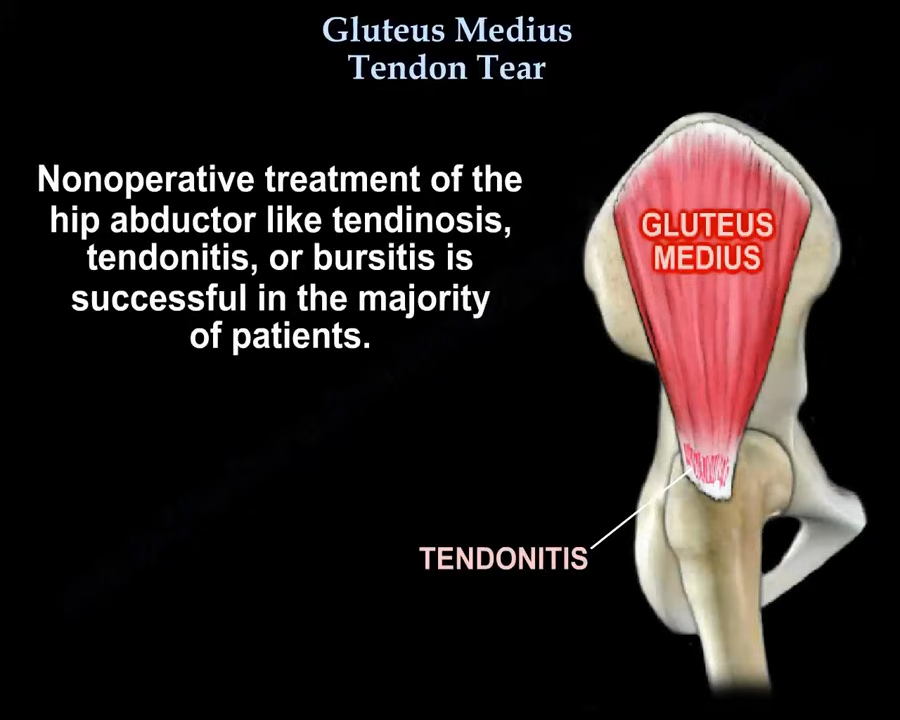 Gluteus Medius
Tendon Tear
Nonoperative treatment of the
hip abductor like tendinosis,
tendonitis, or bursitis is
successful in the majority
of patients.
GLUTEUS
MEDIUS
TENDONITIS